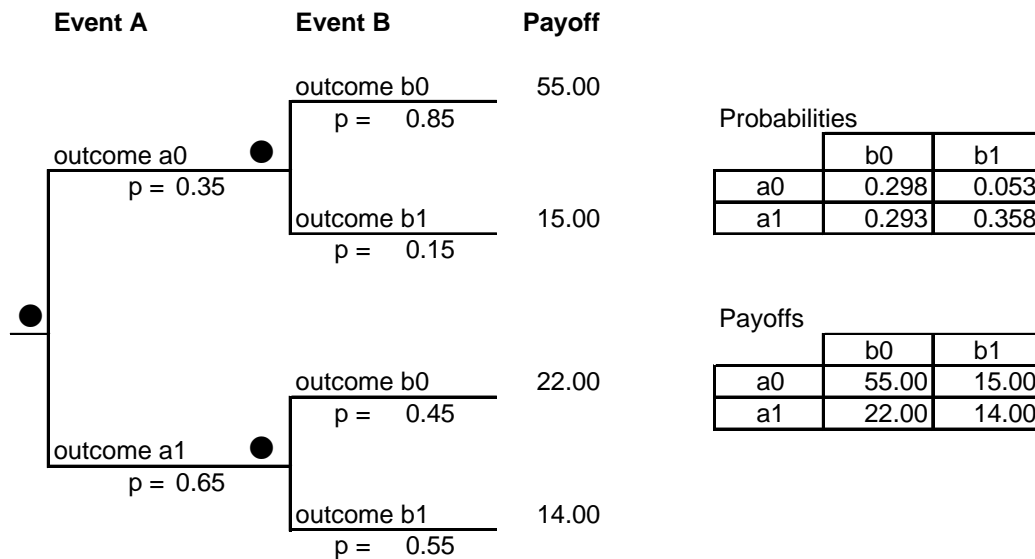 Event A Event B Payoff
outcome b0 55.00
p = 0.85
outcome a0
p = 0.35
outcome b1 15.00
p = 0.15
outcome b0 22.00
p = 0.45
outcome a1
p = 0.65
outcome b1 14.00
p = 0.55
Probabilities
b0 b1
a0 0.298 0.053
a1 0.293 0.358
Payoffs
b0 b1
a0 55.00 15.00
a1 22.00 14.00